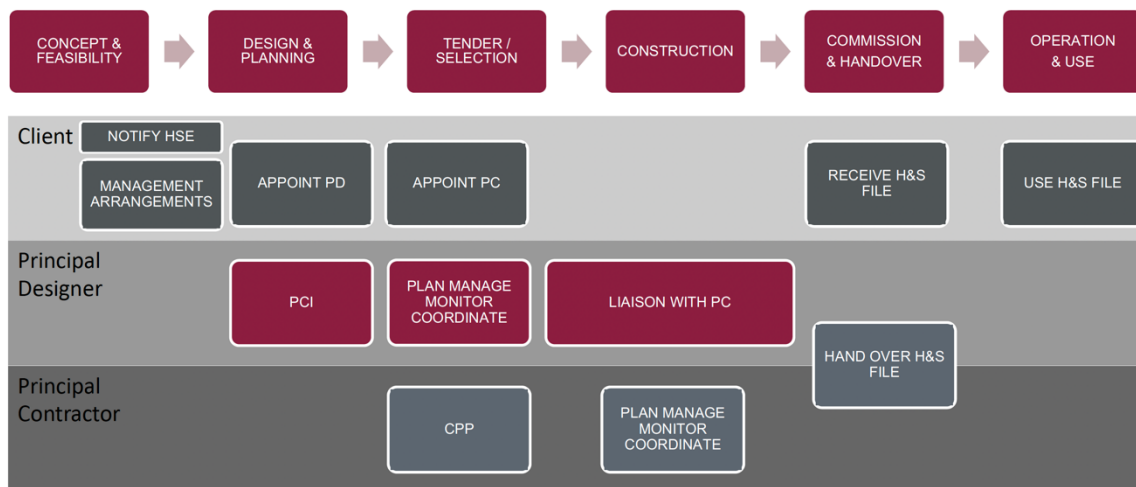 CONCEPT &
FEASIBILITY
DESIGN &
PLANNING
TENDER /
SELECTION
CONSTRUCTION
COMMISSION
& HANDOVER
OPERATION
& USE
Client
NOTIFY HSE
MANAGEMENT
ARRANGEMENTS
APPOINT PD
APPOINT PC
RECEIVE H&S
FILE
USE H&S FILE
Principal
Designer
PCI
PLAN MANAGE
MONITOR
COORDINATE
LIAISON WITH PC
HAND OVER H&S
FILE
Principal
Contractor
CPP
PLAN MANAGE
MONITOR
COORDINATE